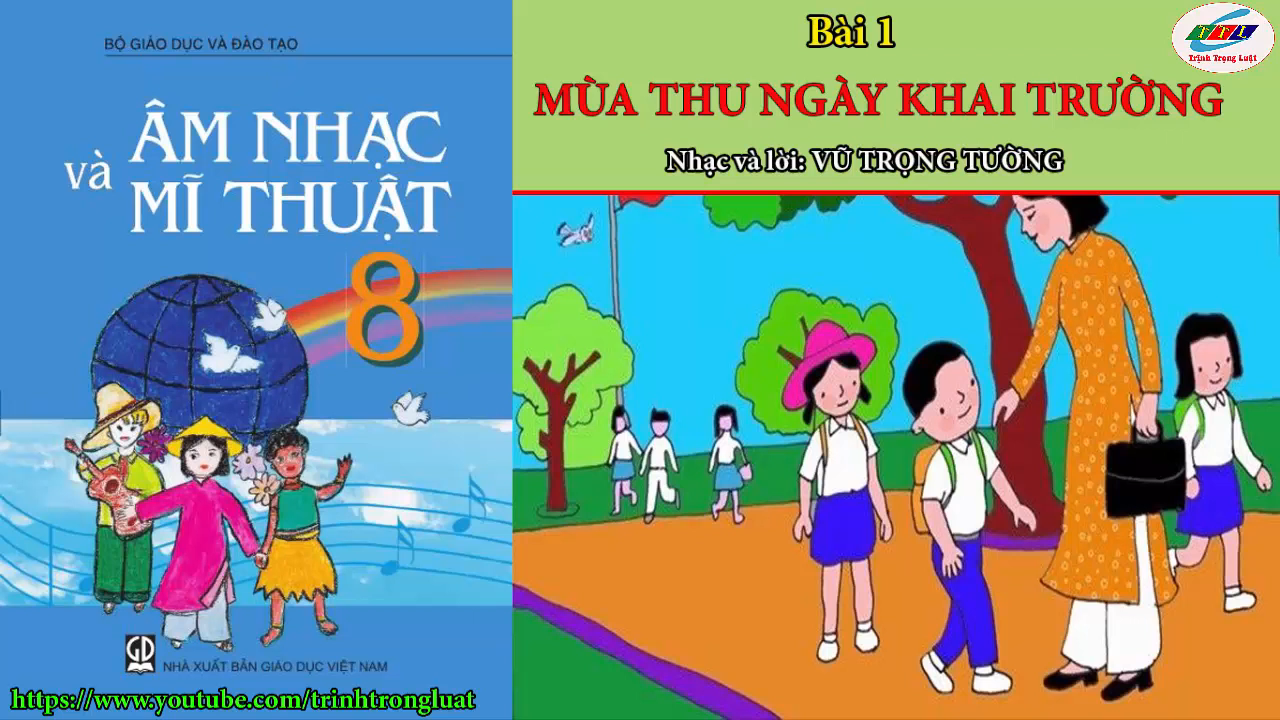 BỘ GIÁO DỤC VÀ ĐÀO TẠO
ÂM NHẠC
và
MĨ THUẬT
8
GD
NHÀ XUẤT BẢN GIÁO DỤC VIỆT NAM
https://www.youtube.com/trinhtrongluat
Bài 1
MÙA THU NGÀY KHAI TRƯỜNG
Nhạc và lời: VŨ TRỌNG TƯỜNG
TTL
Trịnh Trọng Luật